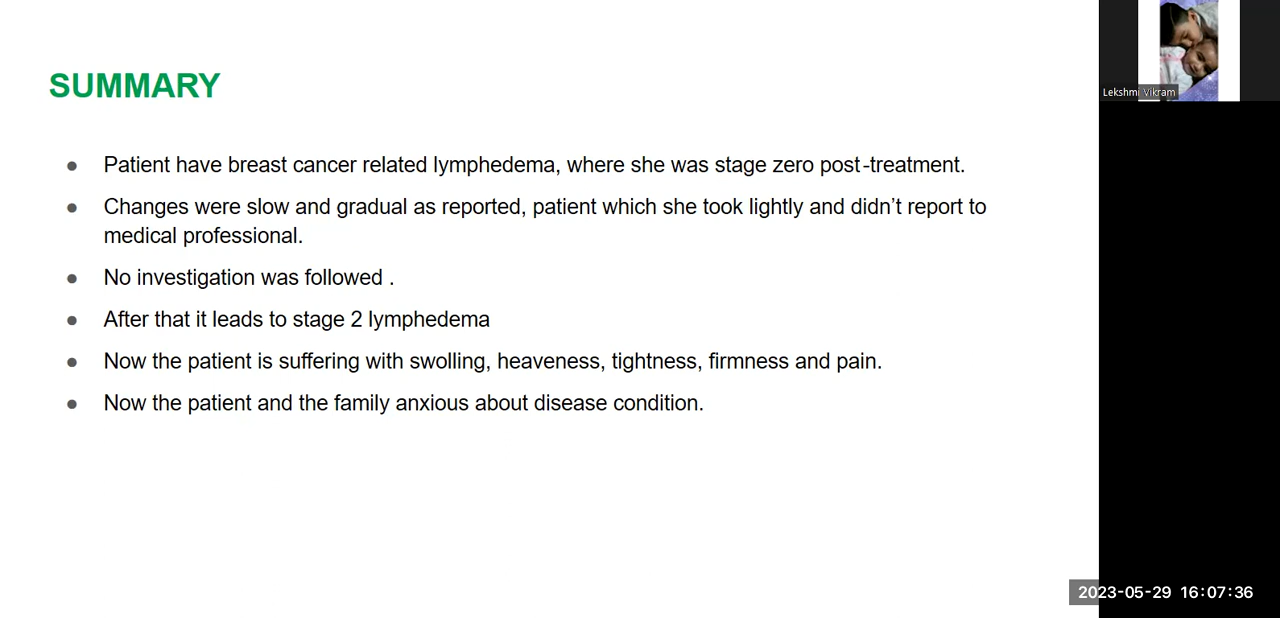 SUMMARY
Lekshmi Vikram
● Patient have breast cancer related lymphedema, where she was stage zero post-treatment.
● Changes were slow and gradual as reported, patient which she took lightly and didn’t report to
medical professional.
● No investigation was followed .
● After that it leads to stage 2 lymphedema
● Now the patient is suffering with swolling, heaveness, tightness, firmness and pain.
● Now the patient and the family anxious about disease condition.
2023-05-29 16:07:36